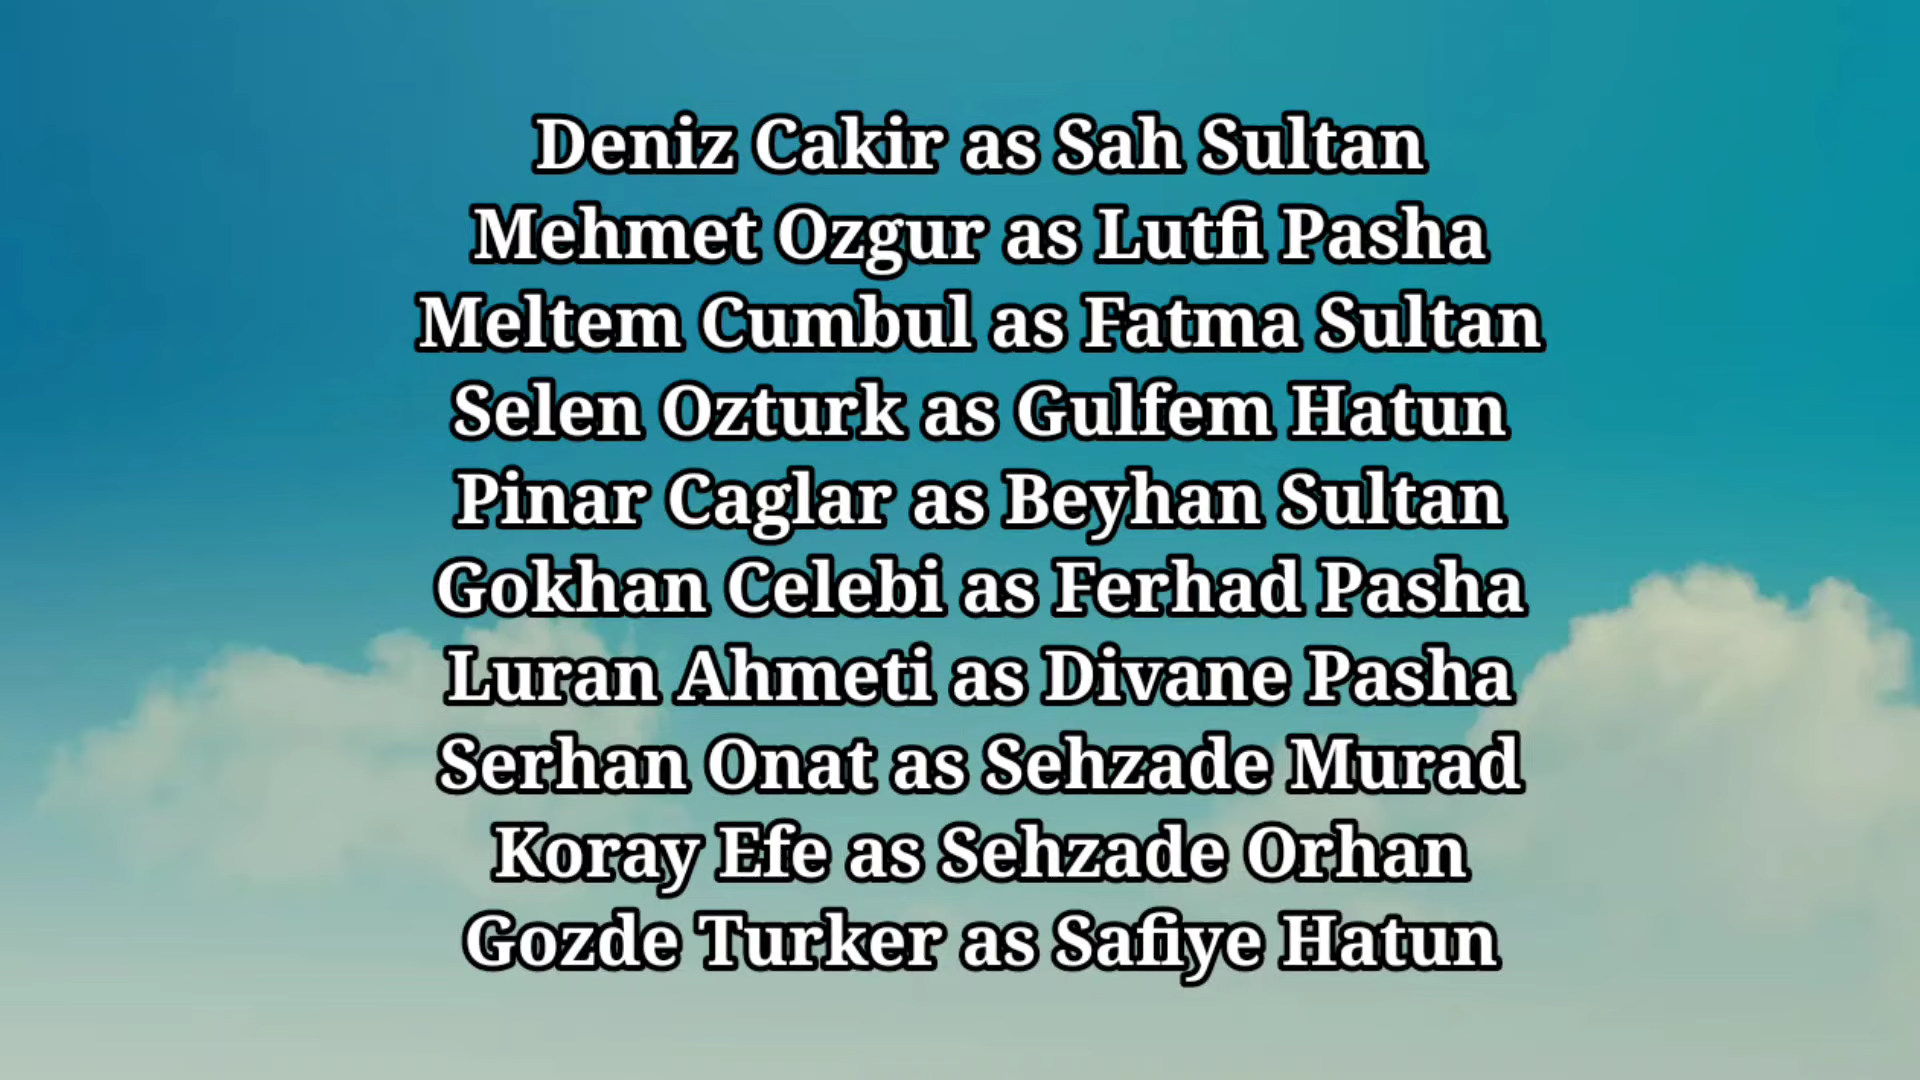 Deniz Cakir as Sah Sultan
Mehmet Ozgur as Lutfi Pasha
Meltem Cumbul as Fatma Sultan
Selen Ozturk as Gulfem Hatun
Pinar Caglar as Beyhan Sultan
Gokhan Celebi as Ferhad Pasha
Luran Ahmeti as Divane Pasha
Serhan Onat as Sehzade Murad
Koray Efe as Sehzade Orhan
Gozde Turker as Safiye Hatun